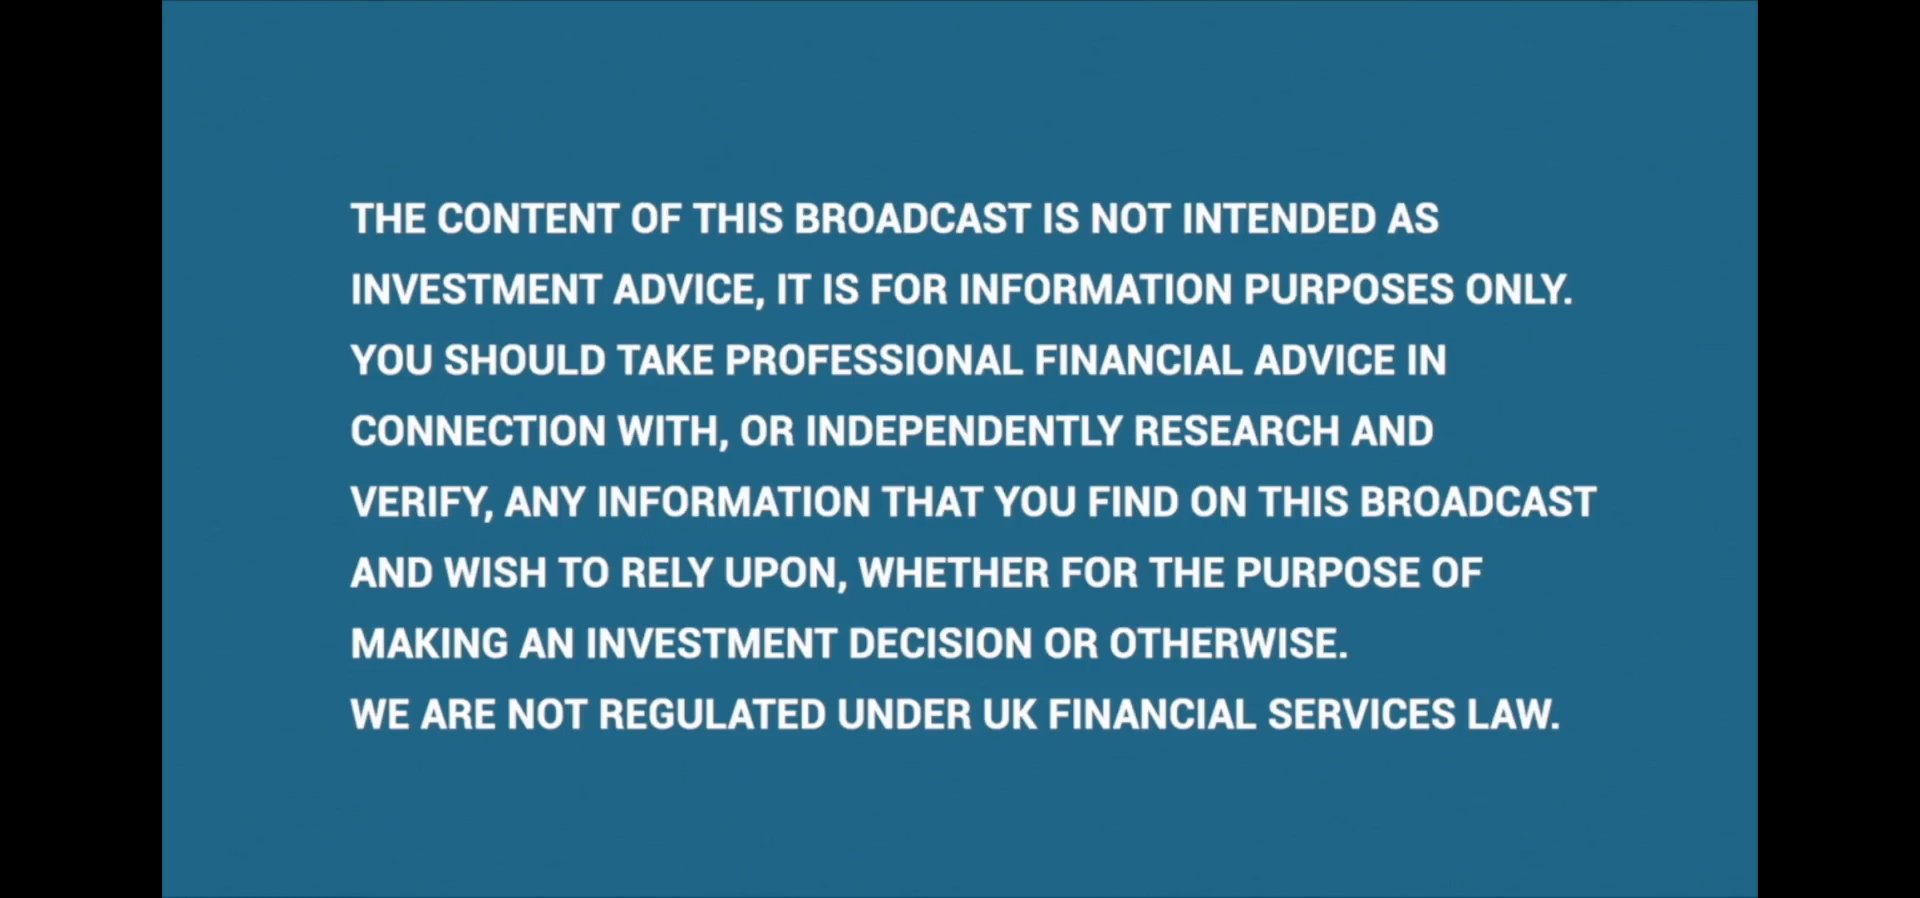 THE CONTENT OF THIS BROADCAST IS NOT INTENDED AS
INVESTMENT ADVICE, IT IS FOR INFORMATION PURPOSES ONLY.
YOU SHOULD TAKE PROFESSIONAL FINANCIAL ADVICE IN
CONNECTION WITH, OR INDEPENDENTLY RESEARCH AND
VERIFY, ANY INFORMATION THAT YOU FIND ON THIS BROADCAST
AND WISH TO RELY UPON, WHETHER FOR THE PURPOSE OF
MAKING AN INVESTMENT DECISION OR OTHERWISE.
WE ARE NOT REGULATED UNDER UK FINANCIAL SERVICES LAW.